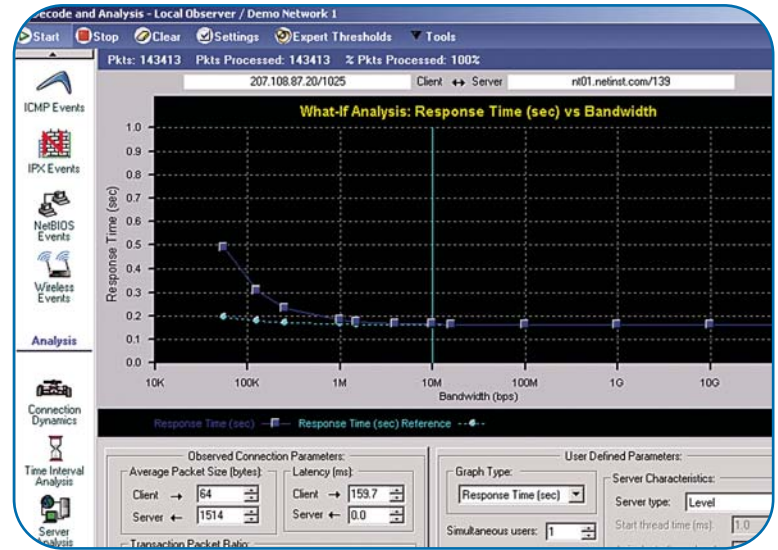 Decode and Analysis - Local Observer / Demo Network 1
Start Stop Clear Settings Expert Thresholds Tools
Pkts: 143413 Pkts Processed: 143413 % Pkts Processed: 100%
207.108.87.20/1025 Client ↔ Server nt01.netinst.com/139
ICMP Events
IPX Events
NetBIOS
Events
Wireless
Events
Analysis
Connection
Dynamics
Time Interval
Analysis
Server
Analysis
What-If Analysis: Response Time (sec) vs Bandwidth
Response Time (sec)
1.0
0.9
0.8
0.7
0.6
0.5
0.4
0.3
0.2
0.1
0.0
10K 100K 1M 10M 100M 1G 10G
Bandwidth (bps)
Response Time (sec) Response Time (sec) Reference
Observed Connection Parameters:
Average Packet Size (bytes): Latency (ms):
Client → 64 Client → 159.7
Server ← 1514 Server ← 0.0
Transaction Packet Ratio:
User Defined Parameters:
Graph Type:
Response Time (sec)
Simultaneous users: 1
Server Characteristics:
Server type: Level
Start thread time (ms): 1.0